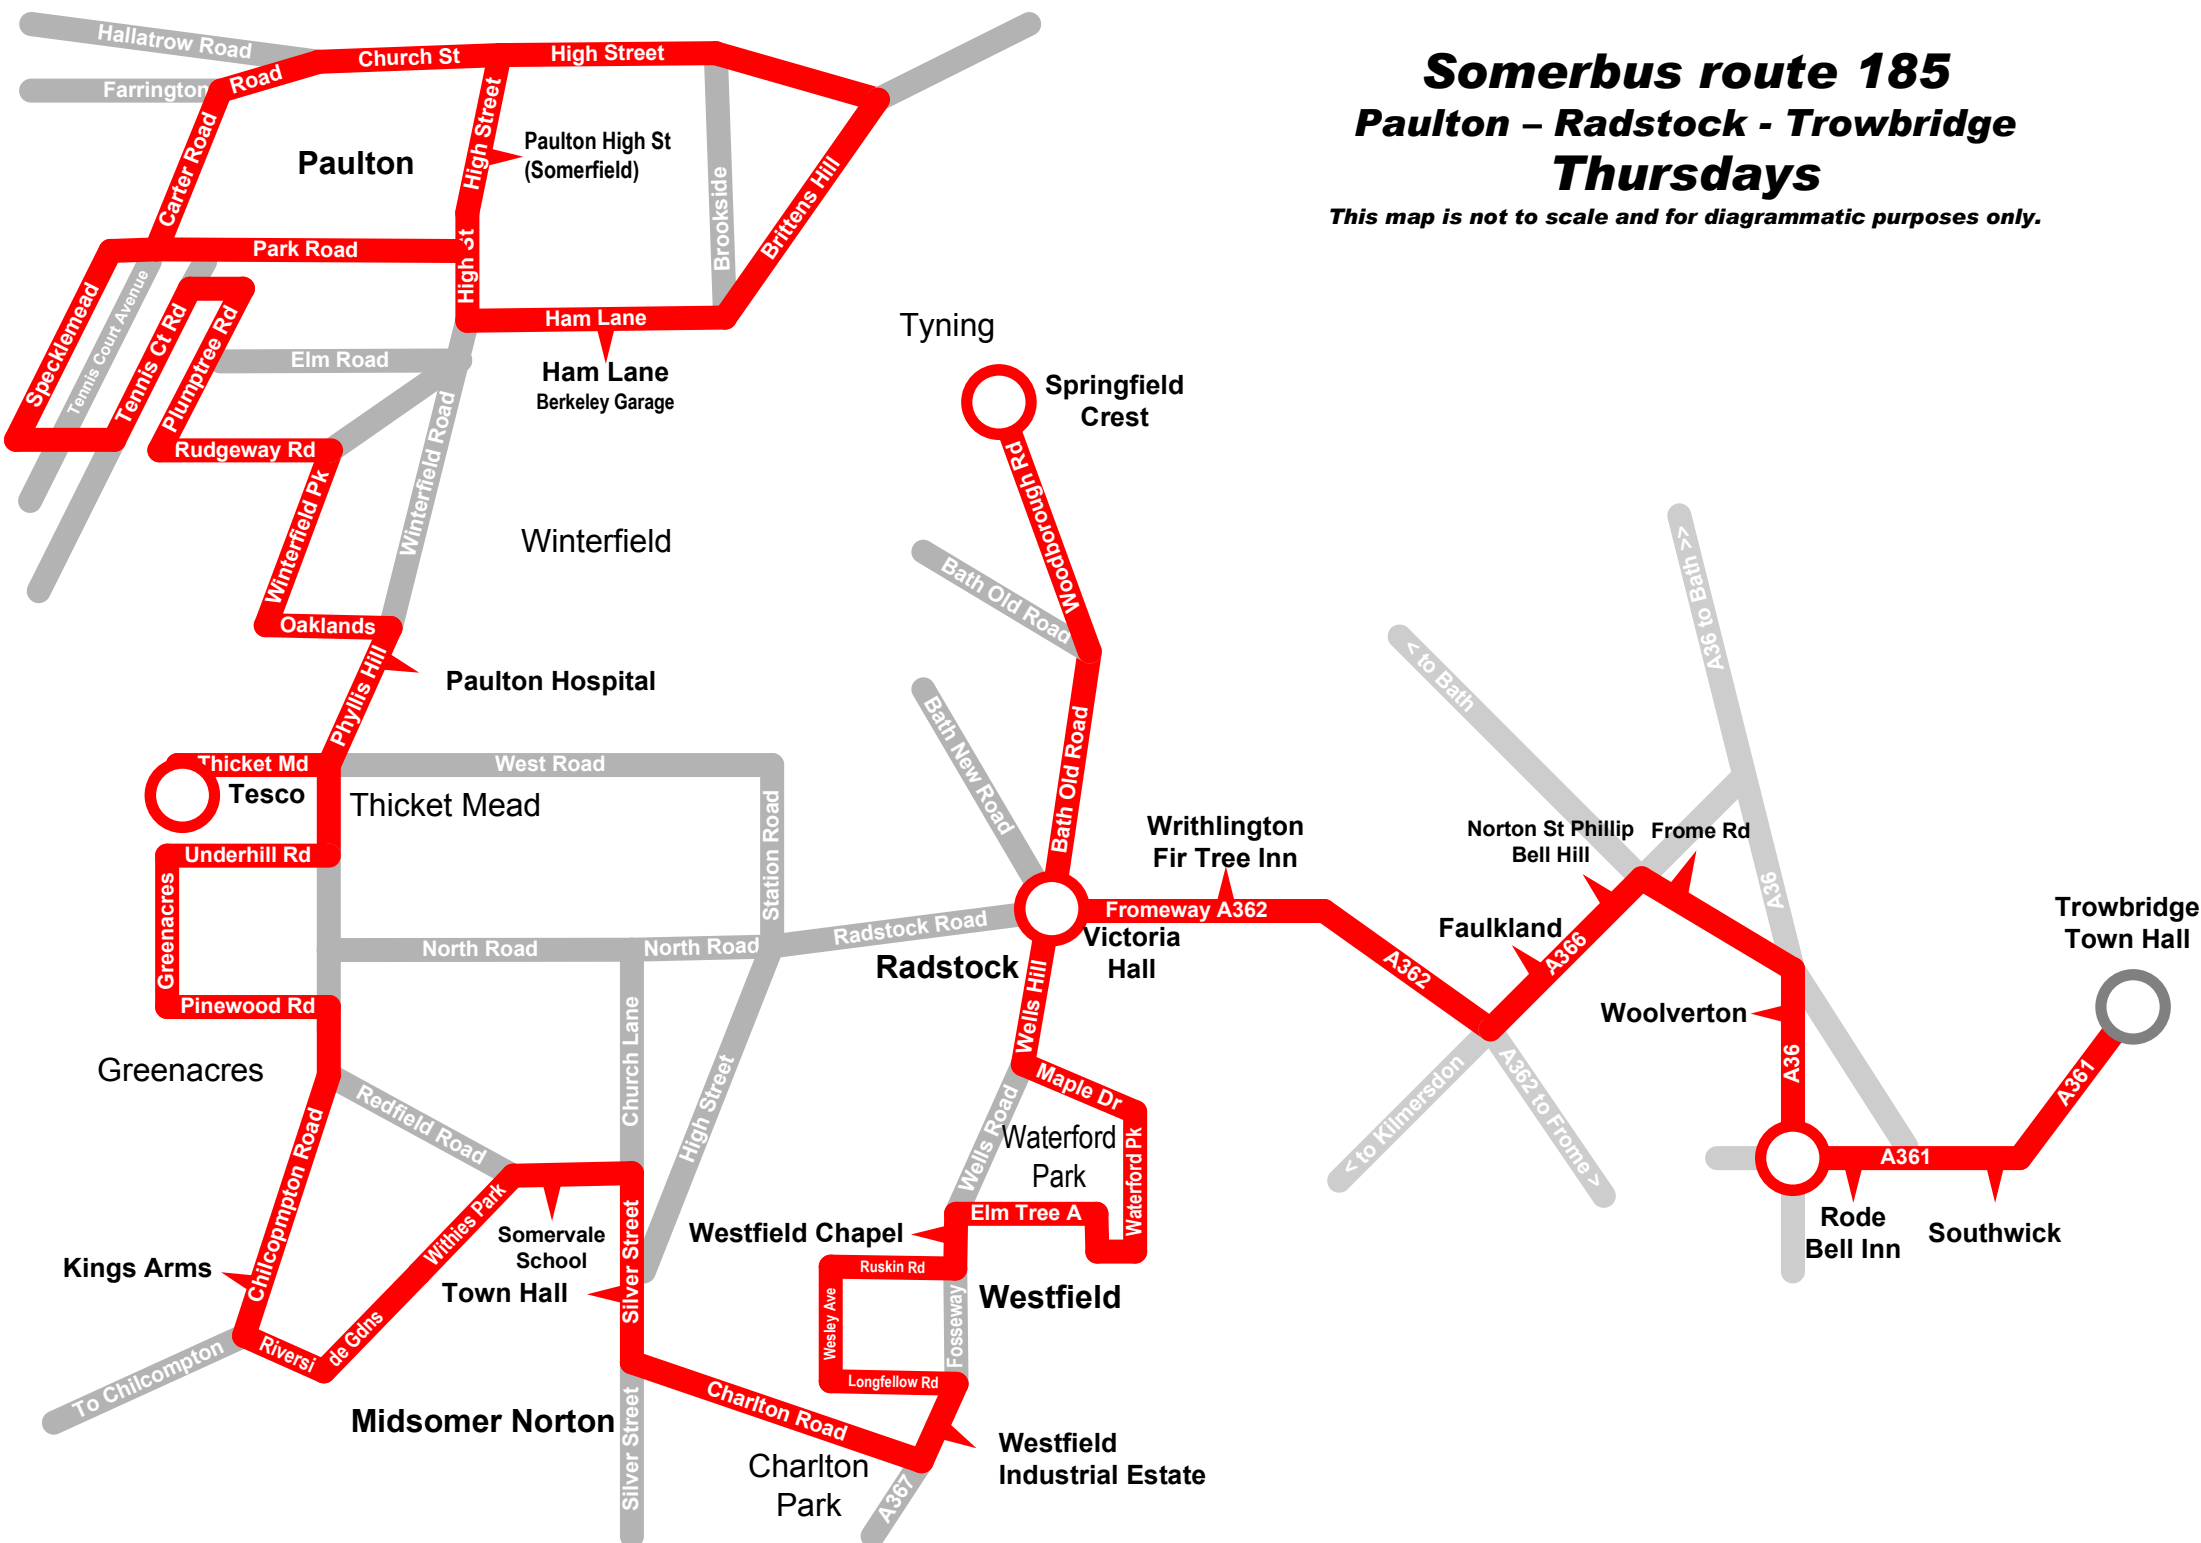 Somerbus route 185
Paulton – Radstock - Trowbridge
Thursdays
This map is not to scale and for diagrammatic purposes only.
Hallatrow Road
Farrington
Road
Church St
High Street
Carter Road
Paulton
High Street
Paulton High St
(Somerfield)
Brookside
Brittens Hill
Park Road
High St
Ham Lane
Ham Lane
Berkeley Garage
Specklemead
Tennis Court Avenue
Tennis Ct Rd
Plumptree Rd
Elm Road
Rudgeway Rd
Winterfield Road
Winterfield Pk
Winterfield
Oaklands
Phyllis Hill
Paulton Hospital
Tyning
Springfield
Crest
Woodborough Rd
Bath Old Road
Bath New Road
Bath Old Road
Thicket Md
Tesco
West Road
Thicket Mead
Station Road
Underhill Rd
Greenacres
Pinewood Rd
Greenacres
North Road
North Road
Radstock Road
Radstock
Victoria
Hall
Fromeway A362
Writhlington
Fir Tree Inn
A362
Faulkland
A366
Norton St Phillip
Bell Hill
Frome Rd
< to Bath
A36 to Bath >>
A36
Woolverton
A36
< to Kilmersdon
A362 to Frome >
Trowbridge
Town Hall
A361
A361
Rode
Bell Inn
Southwick
Wells Hill
Maple Dr
Waterford
Park
Waterford Pk
Wells Road
Elm Tree A
Westfield Chapel
Ruskin Rd
Wesley Ave
Fosseway
Westfield
Longfellow Rd
Westfield
Industrial Estate
Church Lane
High Street
Redfield Road
Chilcompton Road
Withies Park
Somervale
School
Kings Arms
Town Hall
Silver Street
Riversi
de Gdns
To Chilcompton
Midsomer Norton
Silver Street
Charlton Road
Charlton
Park
A367